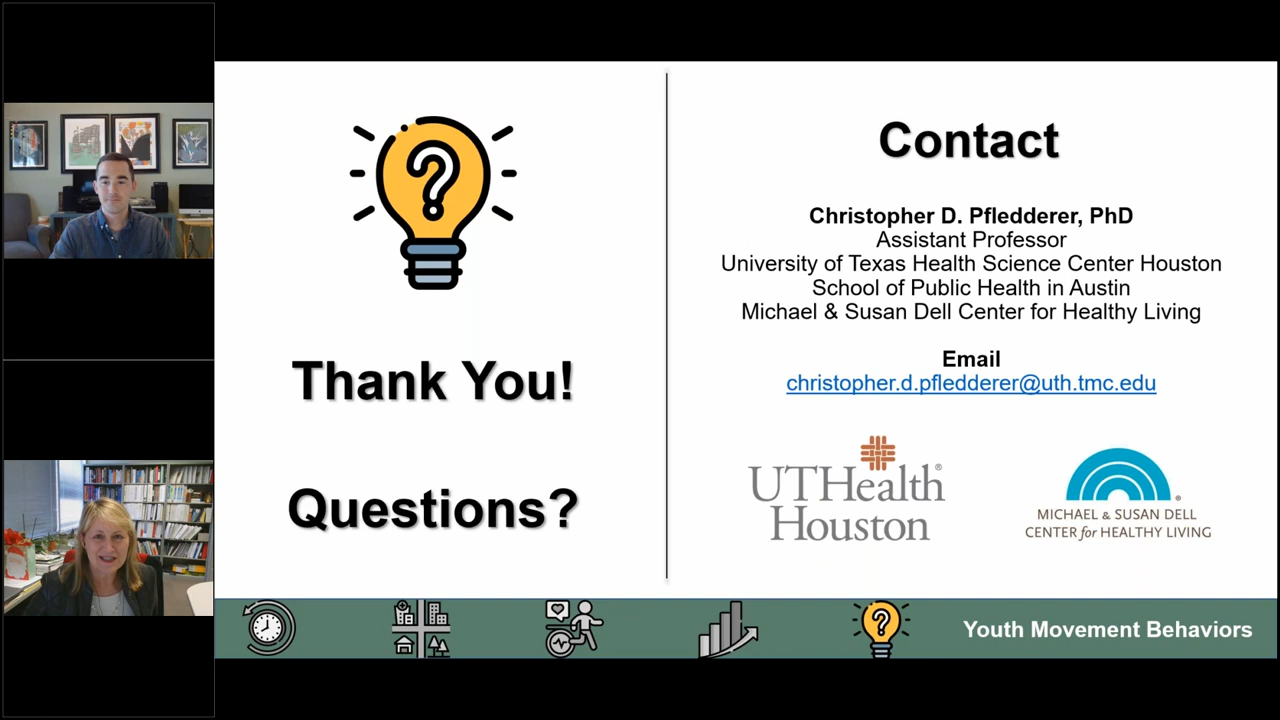 Thank You!
Questions?
Contact
Christopher D. Pfledderer, PhD
Assistant Professor
University of Texas Health Science Center Houston
School of Public Health in Austin
Michael & Susan Dell Center for Healthy Living
Email
christopher.d.pfledderer@uth.tmc.edu
UTHealth®
Houston
MICHAEL & SUSAN DELL®
CENTER for HEALTHY LIVING
Youth Movement Behaviors